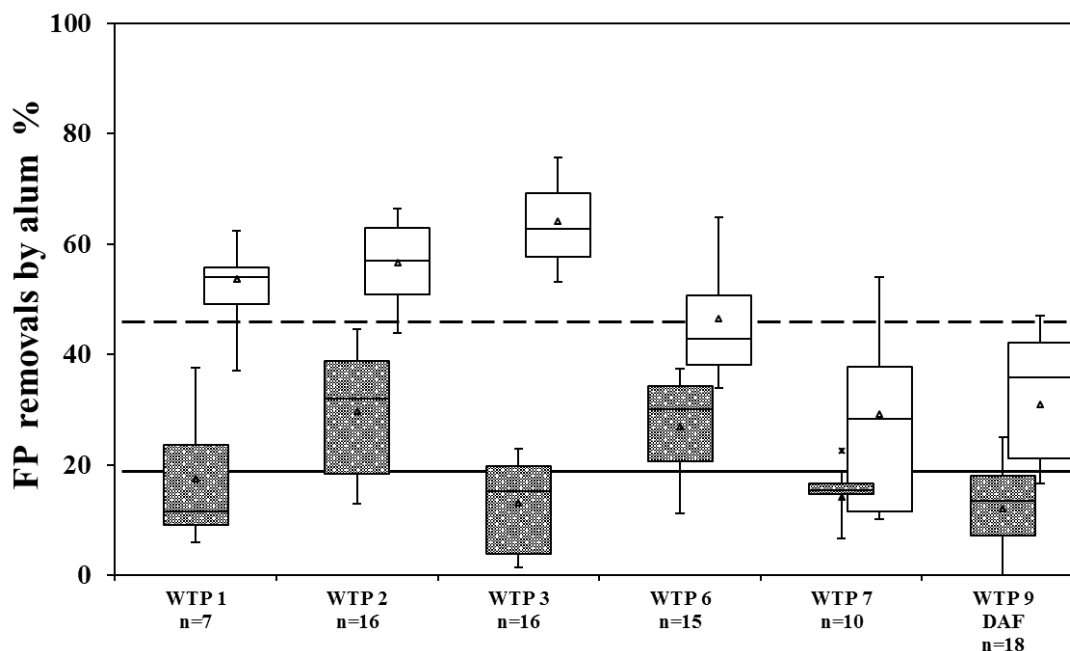 FP removals by alum %
100
80
60
40
20
0
WTP 1
n=7
WTP 2
n=16
WTP 3
n=16
WTP 6
n=15
WTP 7
n=10
WTP 9
DAF
n=18